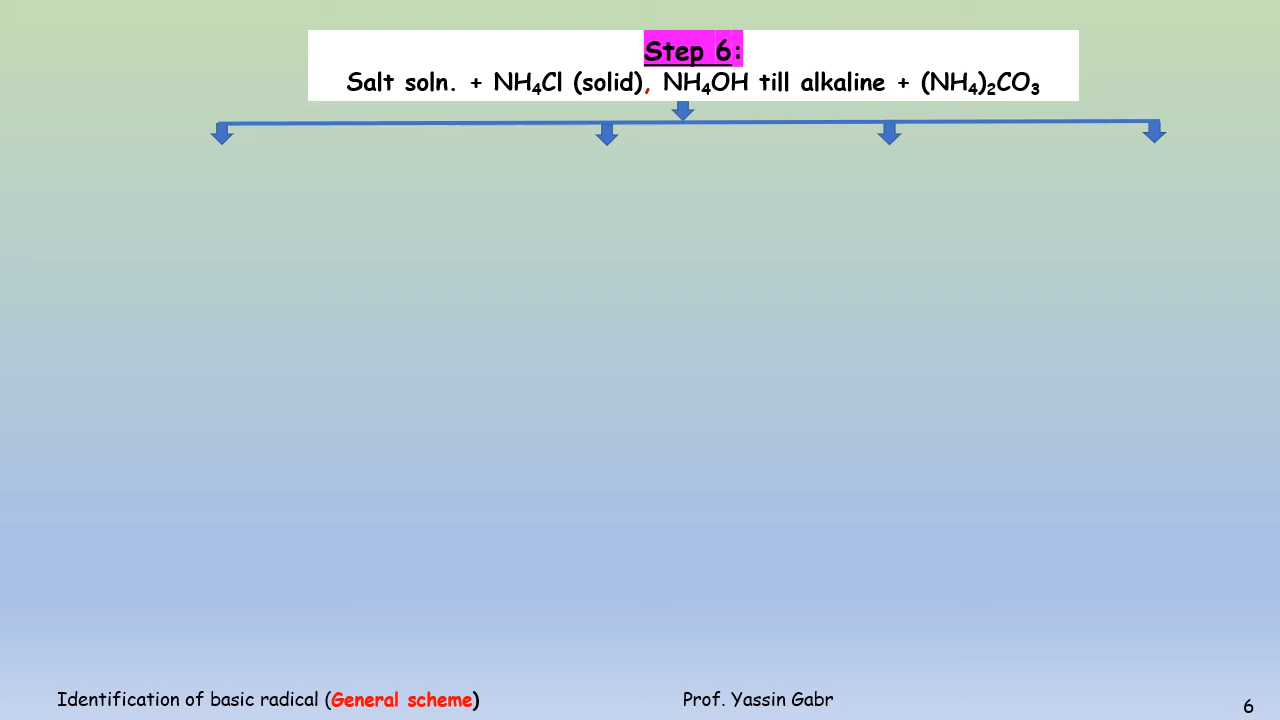 Step 6:
Salt soln. + NH₄Cl (solid), NH₄OH till alkaline + (NH₄)₂CO₃
Identification of basic radical (General scheme)
Prof. Yassin Gabr
6